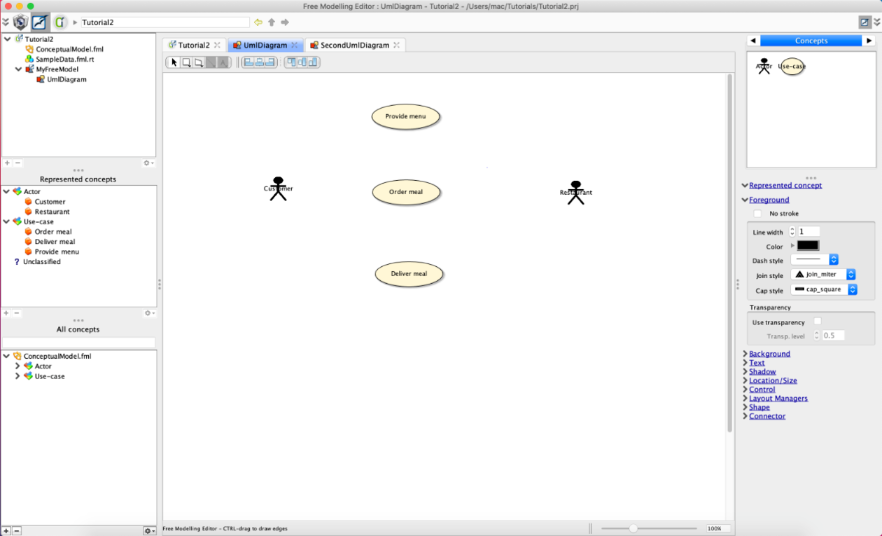 Free Modelling Editor : UmlDiagram - Tutorial2 - /Users/mac/Tutorials/Tutorial2.prj
Tutorial2
Tutorial2
ConceptualModel.fml
SampleData.fml.rt
MyFreeModel
UmlDiagram
Represented concepts
Actor
Customer
Restaurant
Use-case
Order meal
Deliver meal
Provide menu
? Unclassified
All concepts
ConceptualModel.fml
Actor
Use-case
Tutorial2 UmlDiagram SecondUmlDiagram
Provide menu
Customer
Order meal
Restaurant
Deliver meal
Free Modelling Editor - CTRL-drag to draw edges
100%
Concepts
Actor Use-case
Represented concept
Foreground
No stroke
Line width 1
Color
Dash style
Join style join_miter
Cap style cap_square
Transparency
Use transparency
Transp. level 0.5
Background
Text
Shadow
Location/Size
Control
Layout Managers
Shape
Connector